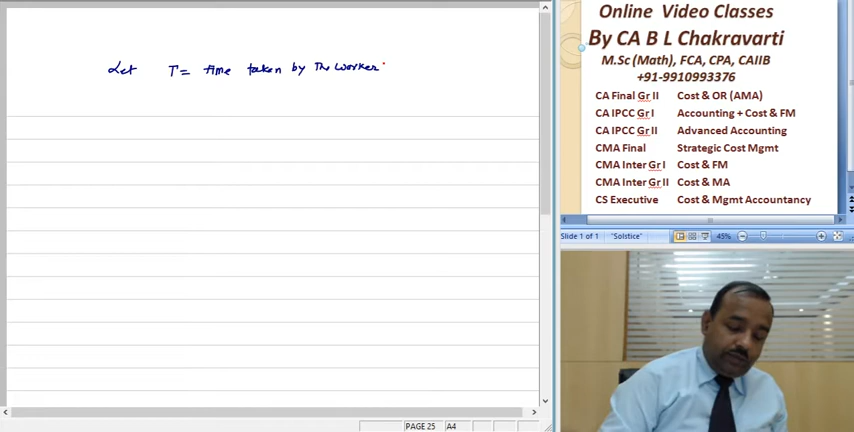 Let T = time taken by the worker
Online Video Classes
By CA B L Chakravarti
M.Sc (Math), FCA, CPA, CAIIB
+91-9910993376
CA Final Gr II Cost & OR (AMA)
CA IPCC Gr I Accounting + Cost & FM
CA IPCC Gr II Advanced Accounting
CMA Final Strategic Cost Mgmt
CMA Inter Gr I Cost & FM
CMA Inter Gr II Cost & MA
CS Executive Cost & Mgmt Accountancy
Slide 1 of 1 "Solstice" 45%
PAGE 25 A4